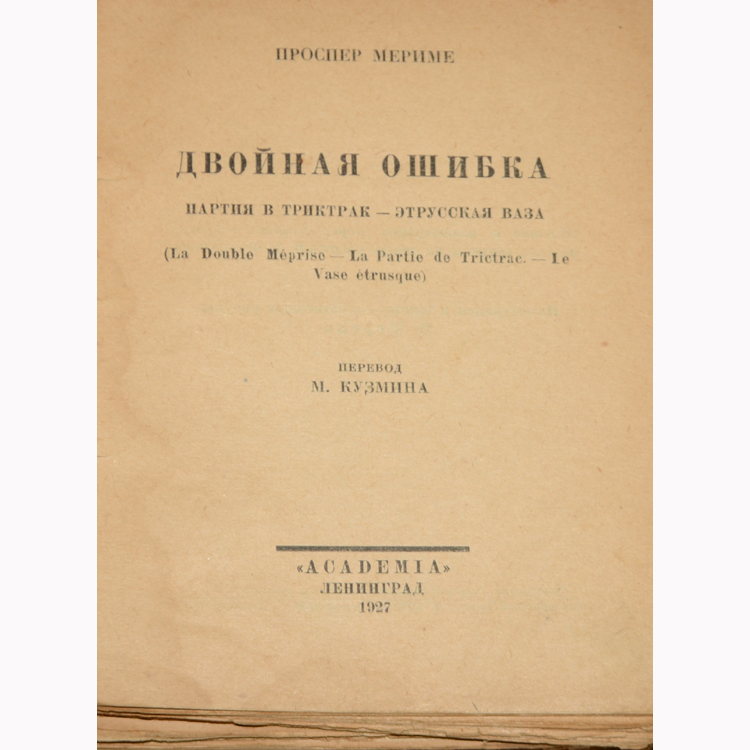 ПРОСПЕР МЕРИМЕ
ДВОЙНАЯ ОШИБКА
ПАРТИЯ В ТРИКТРАК — ЭТРУССКАЯ ВАЗА
(La Double Méprise — La Partie de Trictrac. — Le
Vase étrusque)
ПЕРЕВОД
М. КУЗМИНА
«ACADEMIA»
ЛЕНИНГРАД
1927